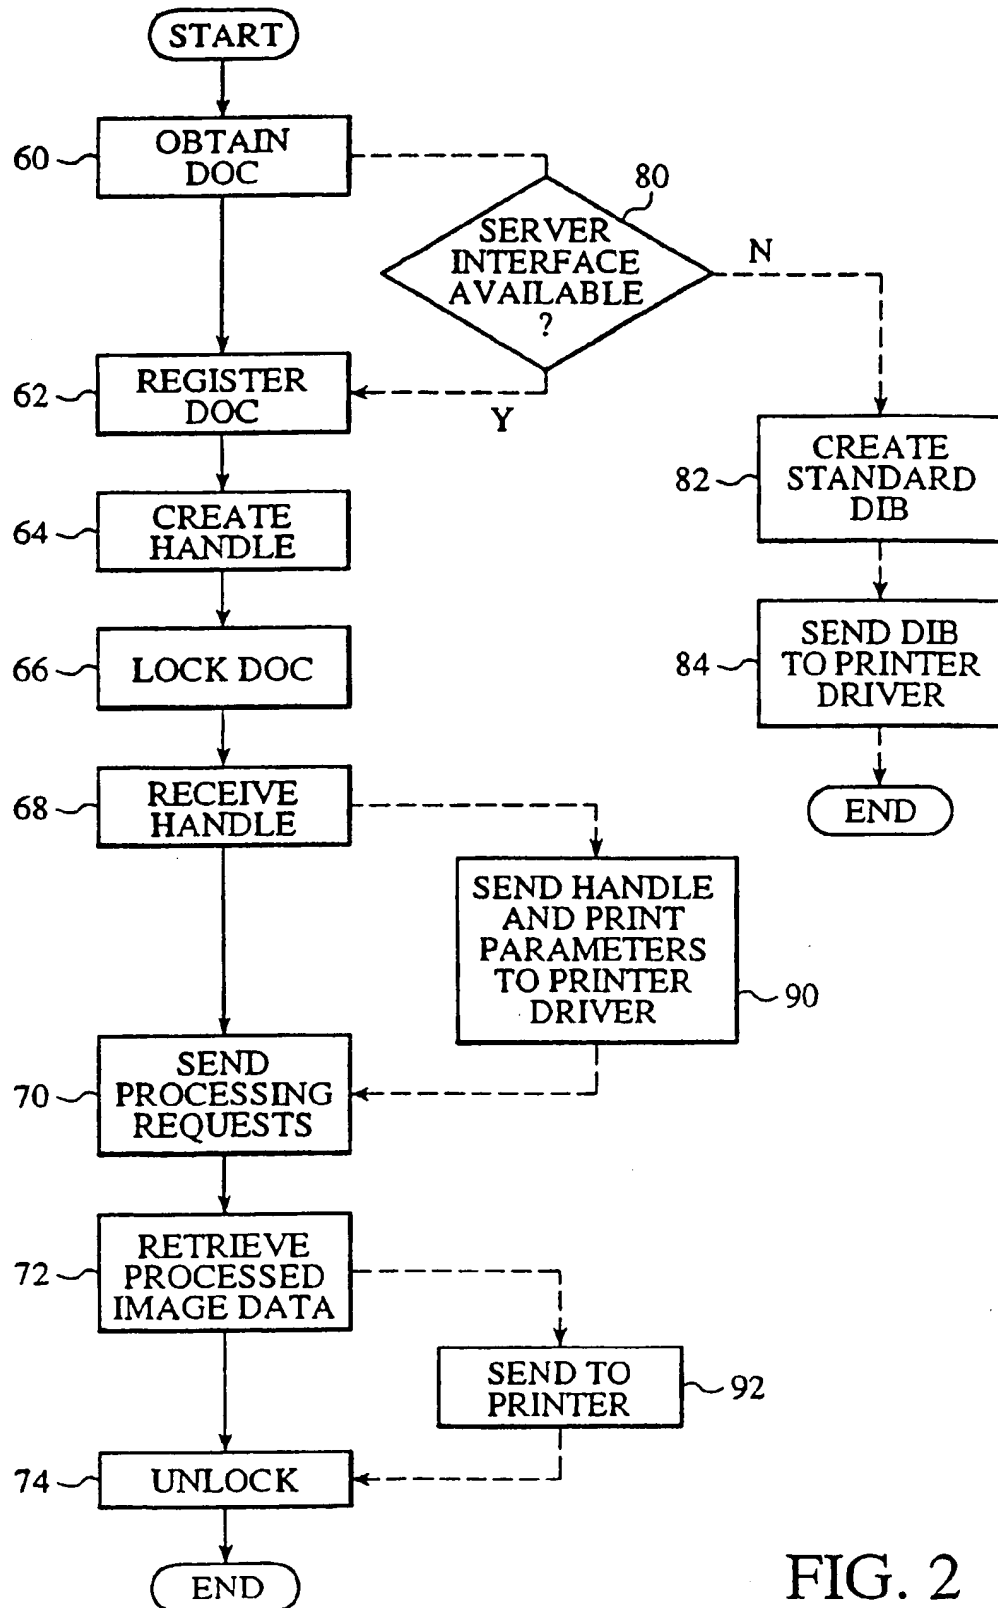 START
60
OBTAIN
DOC
80
SERVER
INTERFACE
AVAILABLE
?
N
Y
62
REGISTER
DOC
64
CREATE
HANDLE
82
CREATE
STANDARD
DIB
66
LOCK DOC
84
SEND DIB
TO PRINTER
DRIVER
END
68
RECEIVE
HANDLE
SEND HANDLE
AND PRINT
PARAMETERS
TO PRINTER
DRIVER
90
70
SEND
PROCESSING
REQUESTS
72
RETRIEVE
PROCESSED
IMAGE DATA
SEND TO
PRINTER
92
74
UNLOCK
END
FIG. 2